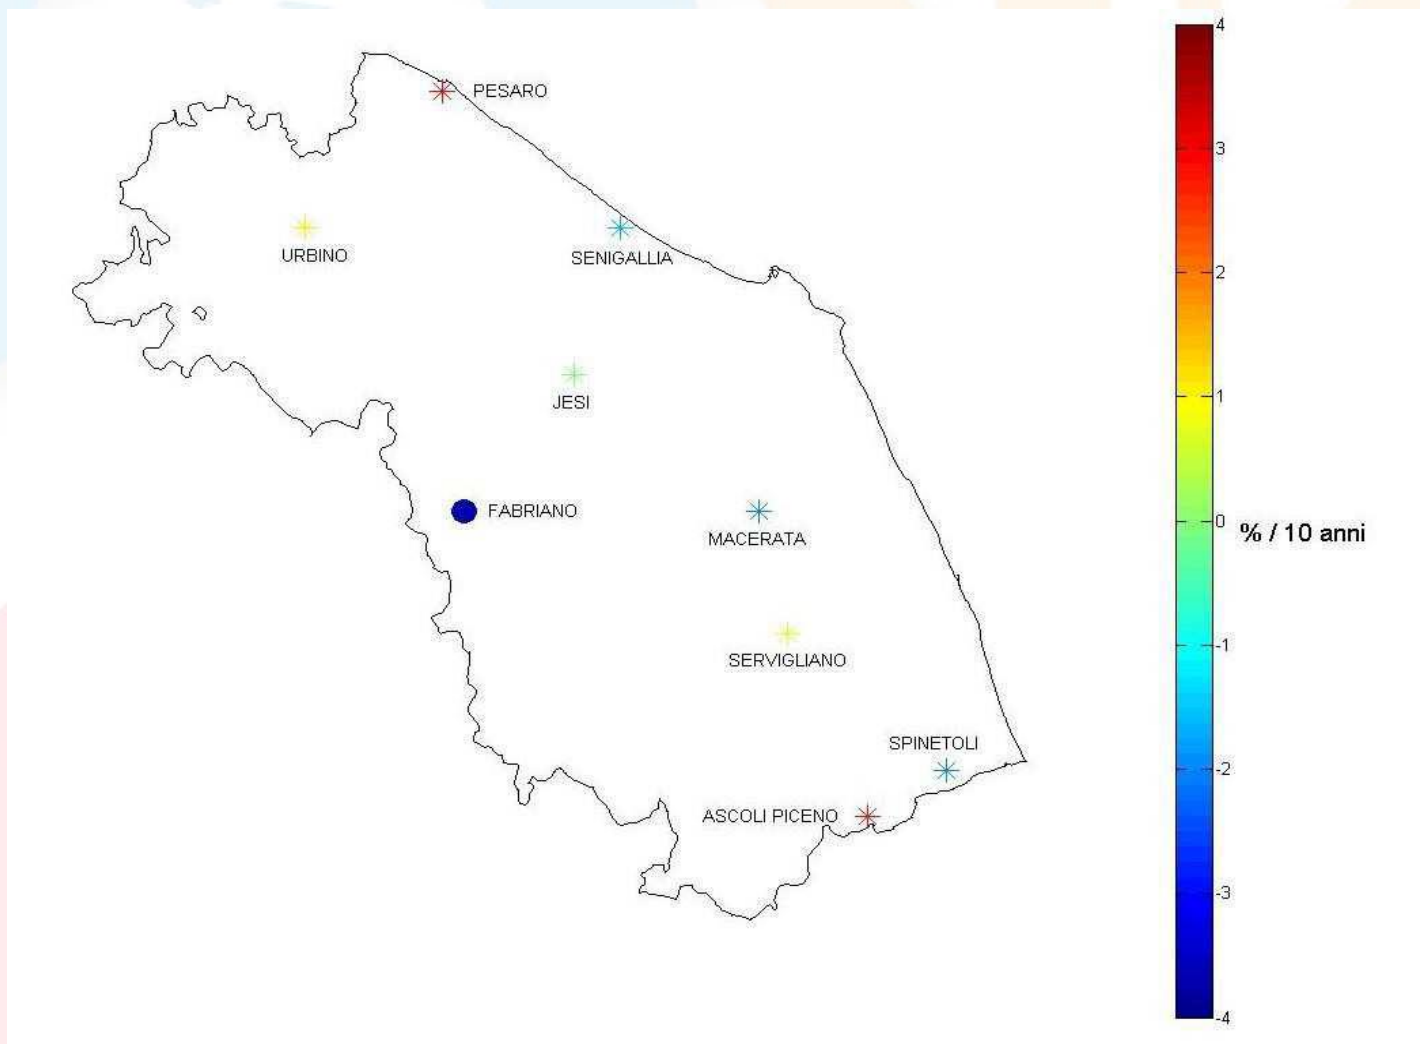 PESARO
URBINO
SENIGALLIA
JESI
FABRIANO
MACERATA
SERVIGLIANO
SPINETOLI
ASCOLI PICENO
4
3
2
1
0
-1
-2
-3
-4
% / 10 anni